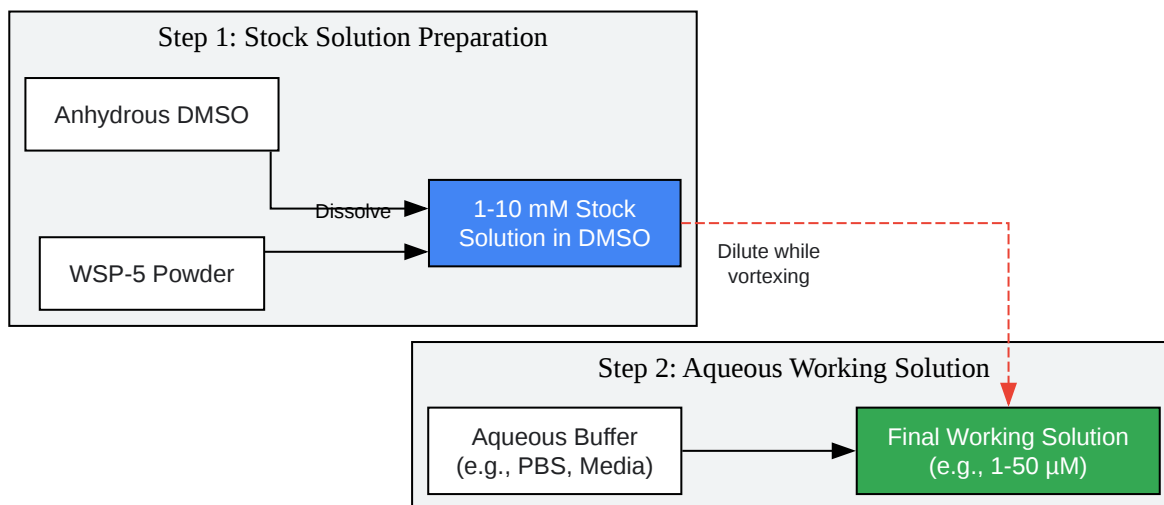 Step 1: Stock Solution Preparation
Anhydrous DMSO
Dissolve
1-10 mM Stock
Solution in DMSO
WSP-5 Powder
Dilute while
vortexing
Step 2: Aqueous Working Solution
Aqueous Buffer
(e.g., PBS, Media)
Final Working Solution
(e.g., 1-50 µM)